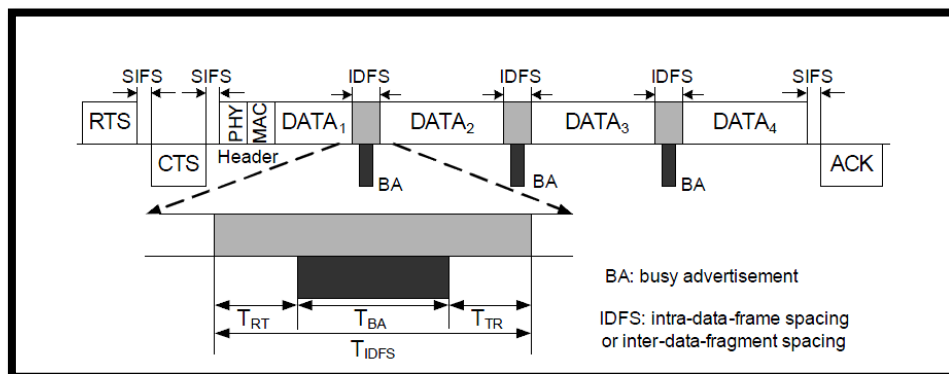 SIFS SIFS IDFS IDFS IDFS SIFS
RTS PHY MAC DATA1 DATA2 DATA3 DATA4
CTS Header BA BA BA ACK
BA: busy advertisement
TRT TBA TTR
IDFS: intra-data-frame spacing
TIDFS
or inter-data-fragment spacing